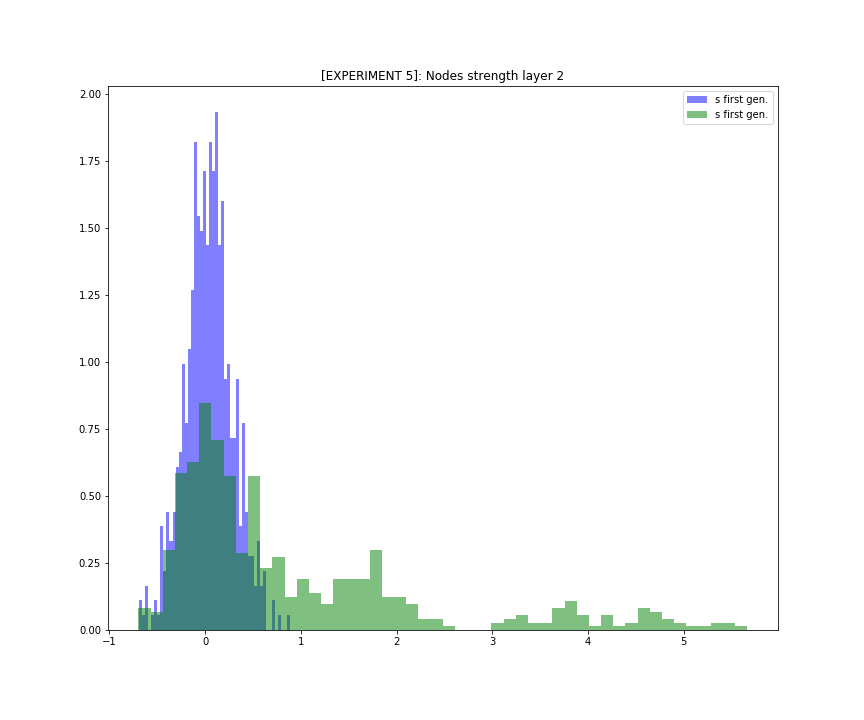 [EXPERIMENT 5]: Nodes strength layer 2
s first gen.
s first gen.
2.00
1.75
1.50
1.25
1.00
0.75
0.50
0.25
0.00
−1 0 1 2 3 4 5